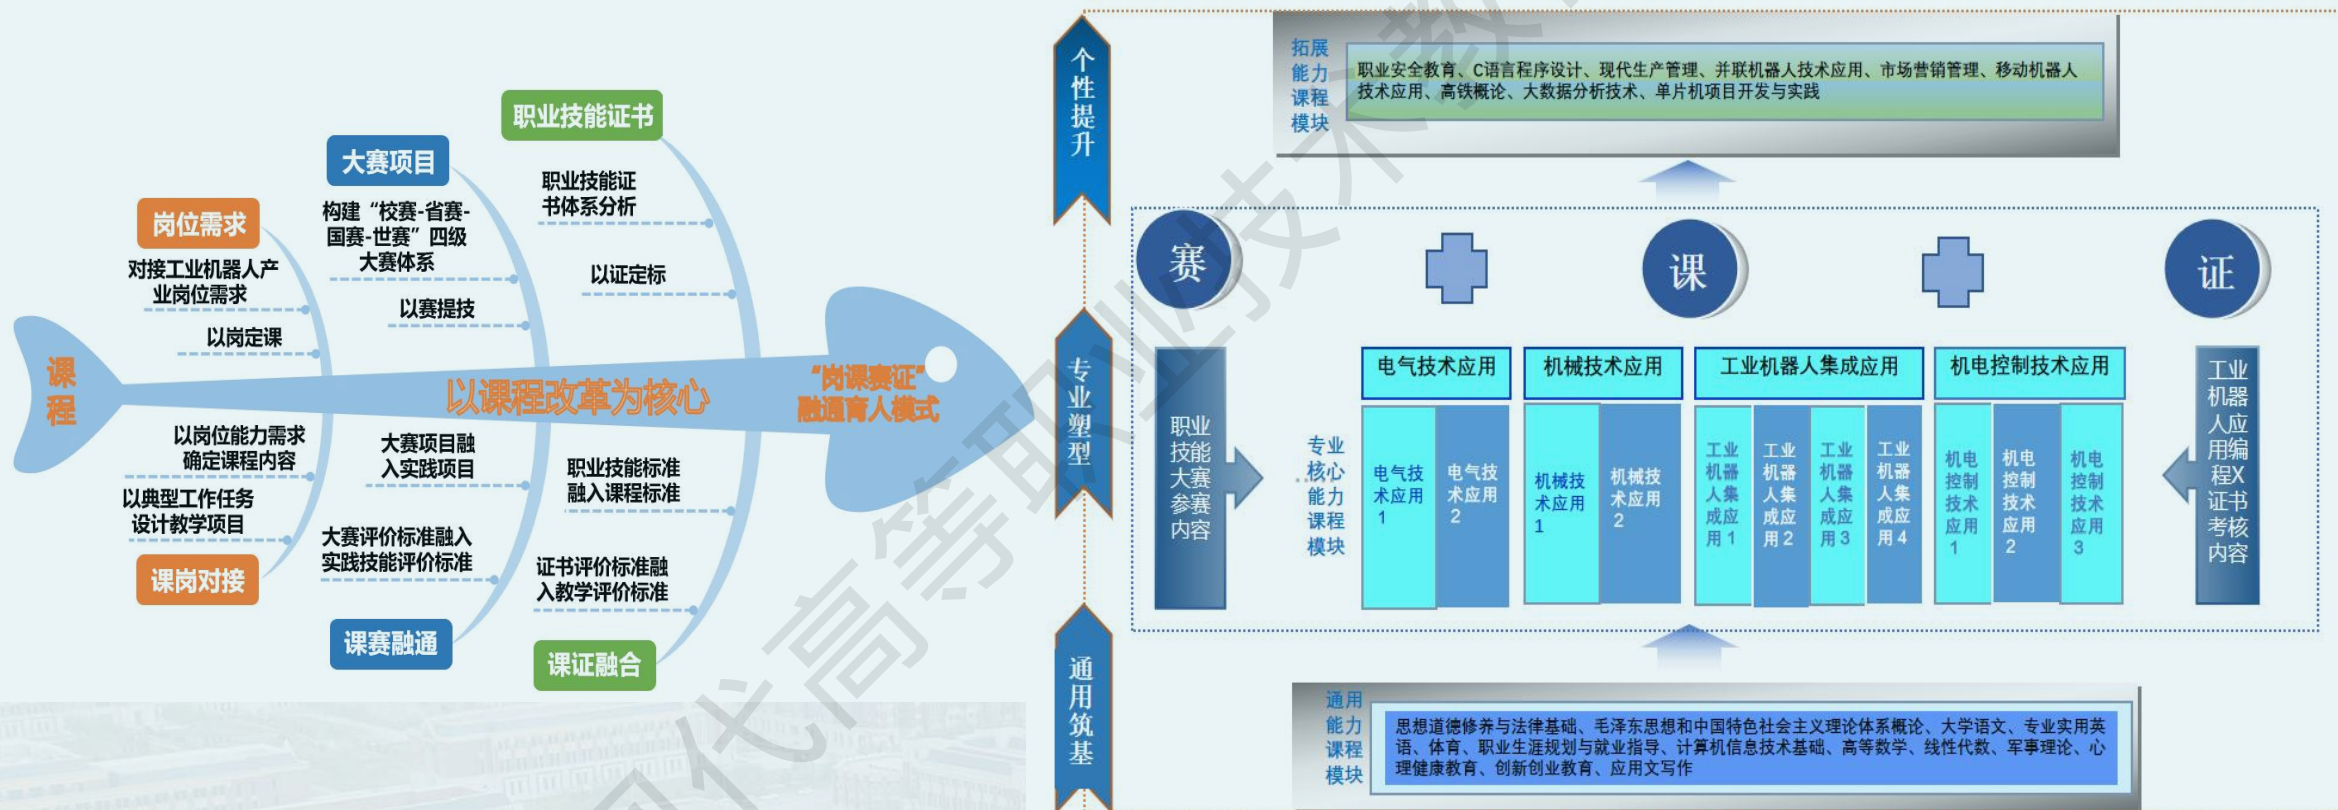 职业技能证书
大赛项目
岗位需求
职业技能证
书体系分析
以证定标
构建“校赛-省赛-
国赛-世赛”四级
大赛体系
以赛提技
对接工业机器人产
业岗位需求
以岗定课
课
程
以课程改革为核心
“岗课赛证”
融通育人模式
以岗位能力需求
确定课程内容
以典型工作任务
设计教学项目
课岗对接
大赛项目融
入实践项目
大赛评价标准融入
实践技能评价标准
课赛融通
职业技能标准
融入课程标准
证书评价标准融
入教学评价标准
课证融合
个
性
提
升
专
业
塑
型
通
用
筑
基
拓展
能力
课程
模块
职业安全教育、C语言程序设计、现代生产管理、并联机器人技术应用、市场营销管理、移动机器人
技术应用、高铁概论、大数据分析技术、单片机项目开发与实践
赛
课
证
职业
技能
大赛
参赛
内容
专业
核心
能力
课程
模块
电气技术应用
电气技
术应用
1
电气技
术应用
2
机械技术应用
机械技
术应用
1
机械技
术应用
2
工业机器人集成应用
工业
机器
人集
成应
用1
工业
机器
人集
成应
用2
工业
机器
人集
成应
用3
工业
机器
人集
成应
用4
机电控制技术应用
机电
控制
技术
应用
1
机电
控制
技术
应用
2
机电
控制
技术
应用
3
工业
机器
人应
用编
程X
证书
考核
内容
通用
能力
课程
模块
思想道德修养与法律基础、毛泽东思想和中国特色社会主义理论体系概论、大学语文、专业实用英
语、体育、职业生涯规划与就业指导、计算机信息技术基础、高等数学、线性代数、军事理论、心
理健康教育、创新创业教育、应用文写作
代高等职业技术教